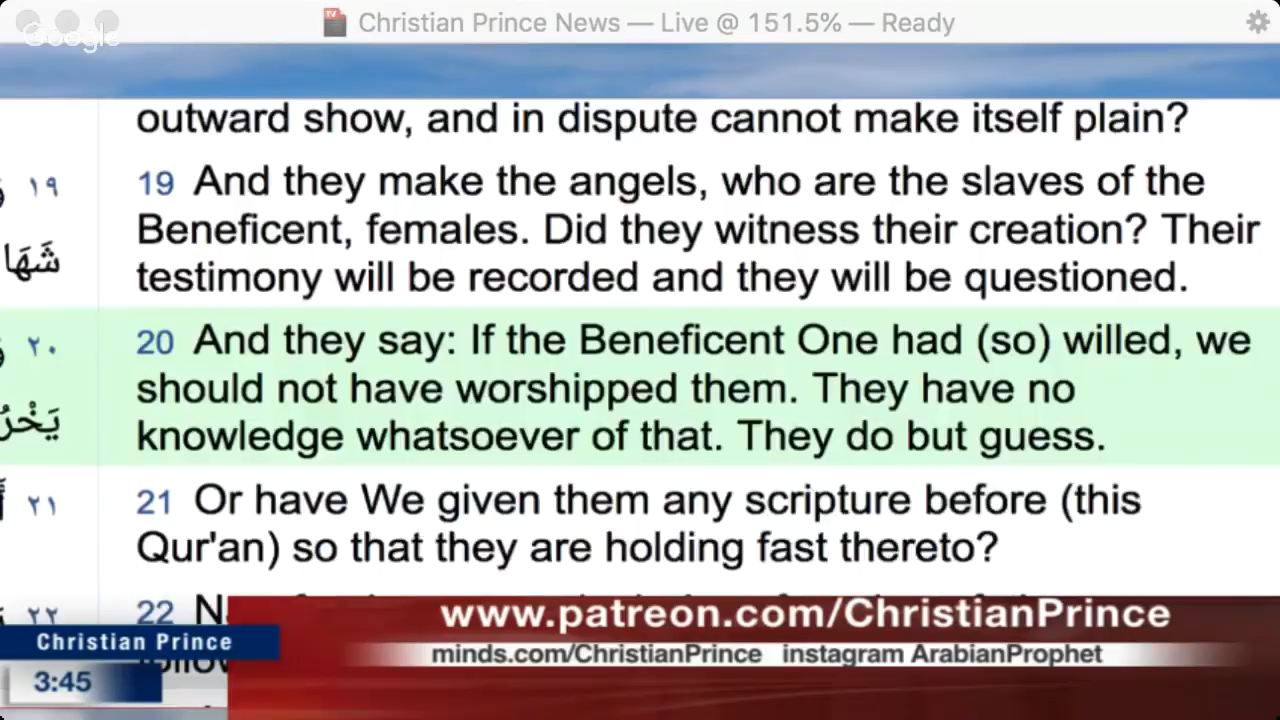 Christian Prince News — Live @ 151.5% — Ready
Google
outward show, and in dispute cannot make itself plain?
١٩
19 And they make the angels, who are the slaves of the
Beneficent, females. Did they witness their creation? Their
شَهَا
testimony will be recorded and they will be questioned.
٢٠
20 And they say: If the Beneficent One had (so) willed, we
should not have worshipped them. They have no
يَخْرُ
knowledge whatsoever of that. They do but guess.
٢١
21 Or have We given them any scripture before (this
Qur'an) so that they are holding fast thereto?
٢٢
22
www.patreon.com/ChristianPrince
Christian Prince
minds.com/ChristianPrince instagram ArabianProphet
3:45